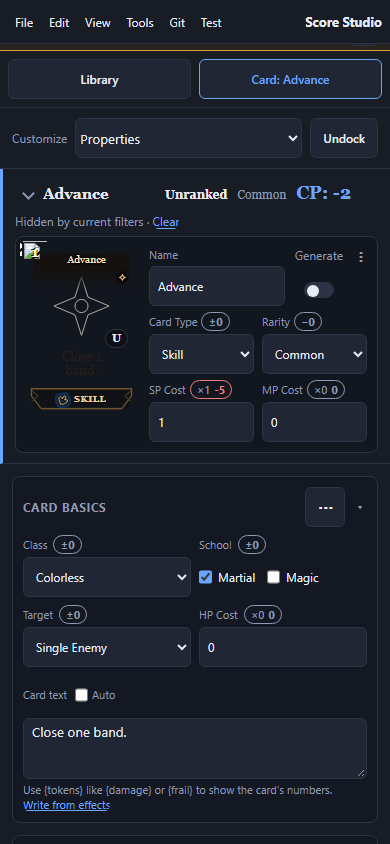 File Edit View Tools Git Test Score Studio
Library Card: Advance
Customize Properties Undock
Advance Unranked Common CP: -2
Hidden by current filters · Clear
Advance
U
Close 1
band.
SKILL
Name Generate
Advance
Card Type ±0 Rarity −0
Skill Common
SP Cost ×1 -5 MP Cost ×0 0
1 0
CARD BASICS ---
Class ±0 School ±0
Colorless Martial Magic
Target ±0 HP Cost ×0 0
Single Enemy 0
Card text Auto
Close one band.
Use {tokens} like {damage} or {frail} to show the card's numbers.
Write from effects